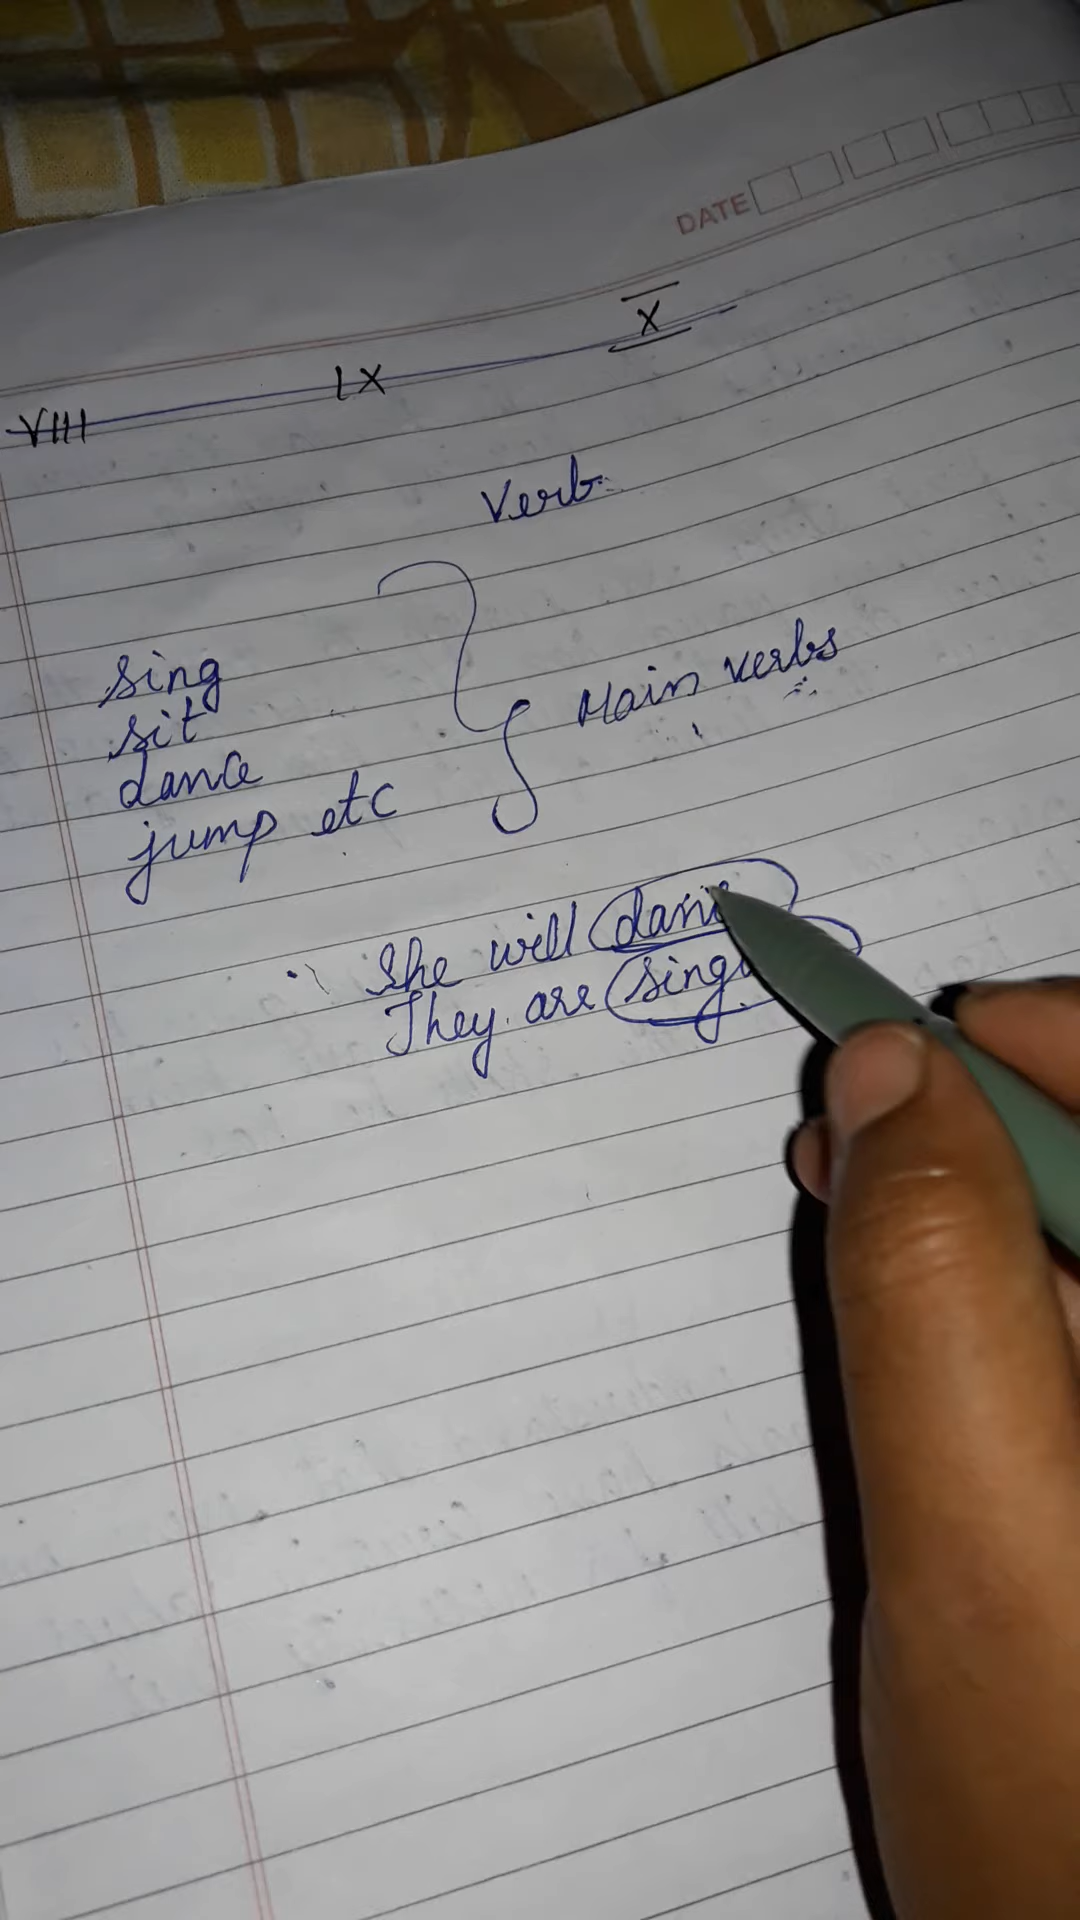 DATE
VIII IX X
Verb
sing
sit
dance
jump etc
Main verbs
She will
They are